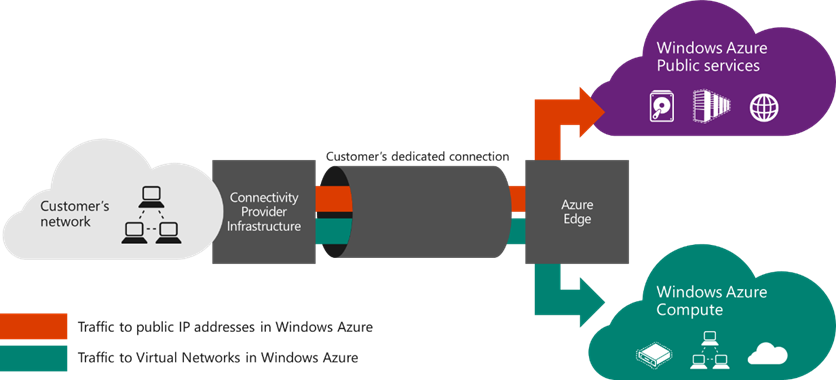 Windows Azure
Public services
Customer's dedicated connection
Customer's
network
Connectivity
Provider
Infrastructure
Azure
Edge
Windows Azure
Compute
Traffic to public IP addresses in Windows Azure
Traffic to Virtual Networks in Windows Azure